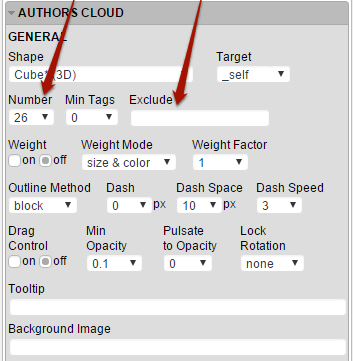 AUTHORS CLOUD
GENERAL
Shape Target
Cube (3D) _self
Number Min Tags Exclude
26 0
Weight Weight Mode Weight Factor
on off size & color 1
Outline Method Dash Dash Space Dash Speed
block 0 px 10 px 3
Drag Min Pulsate Lock
Control Opacity to Opacity Rotation
on off 0.1 0 none
Tooltip
Background Image